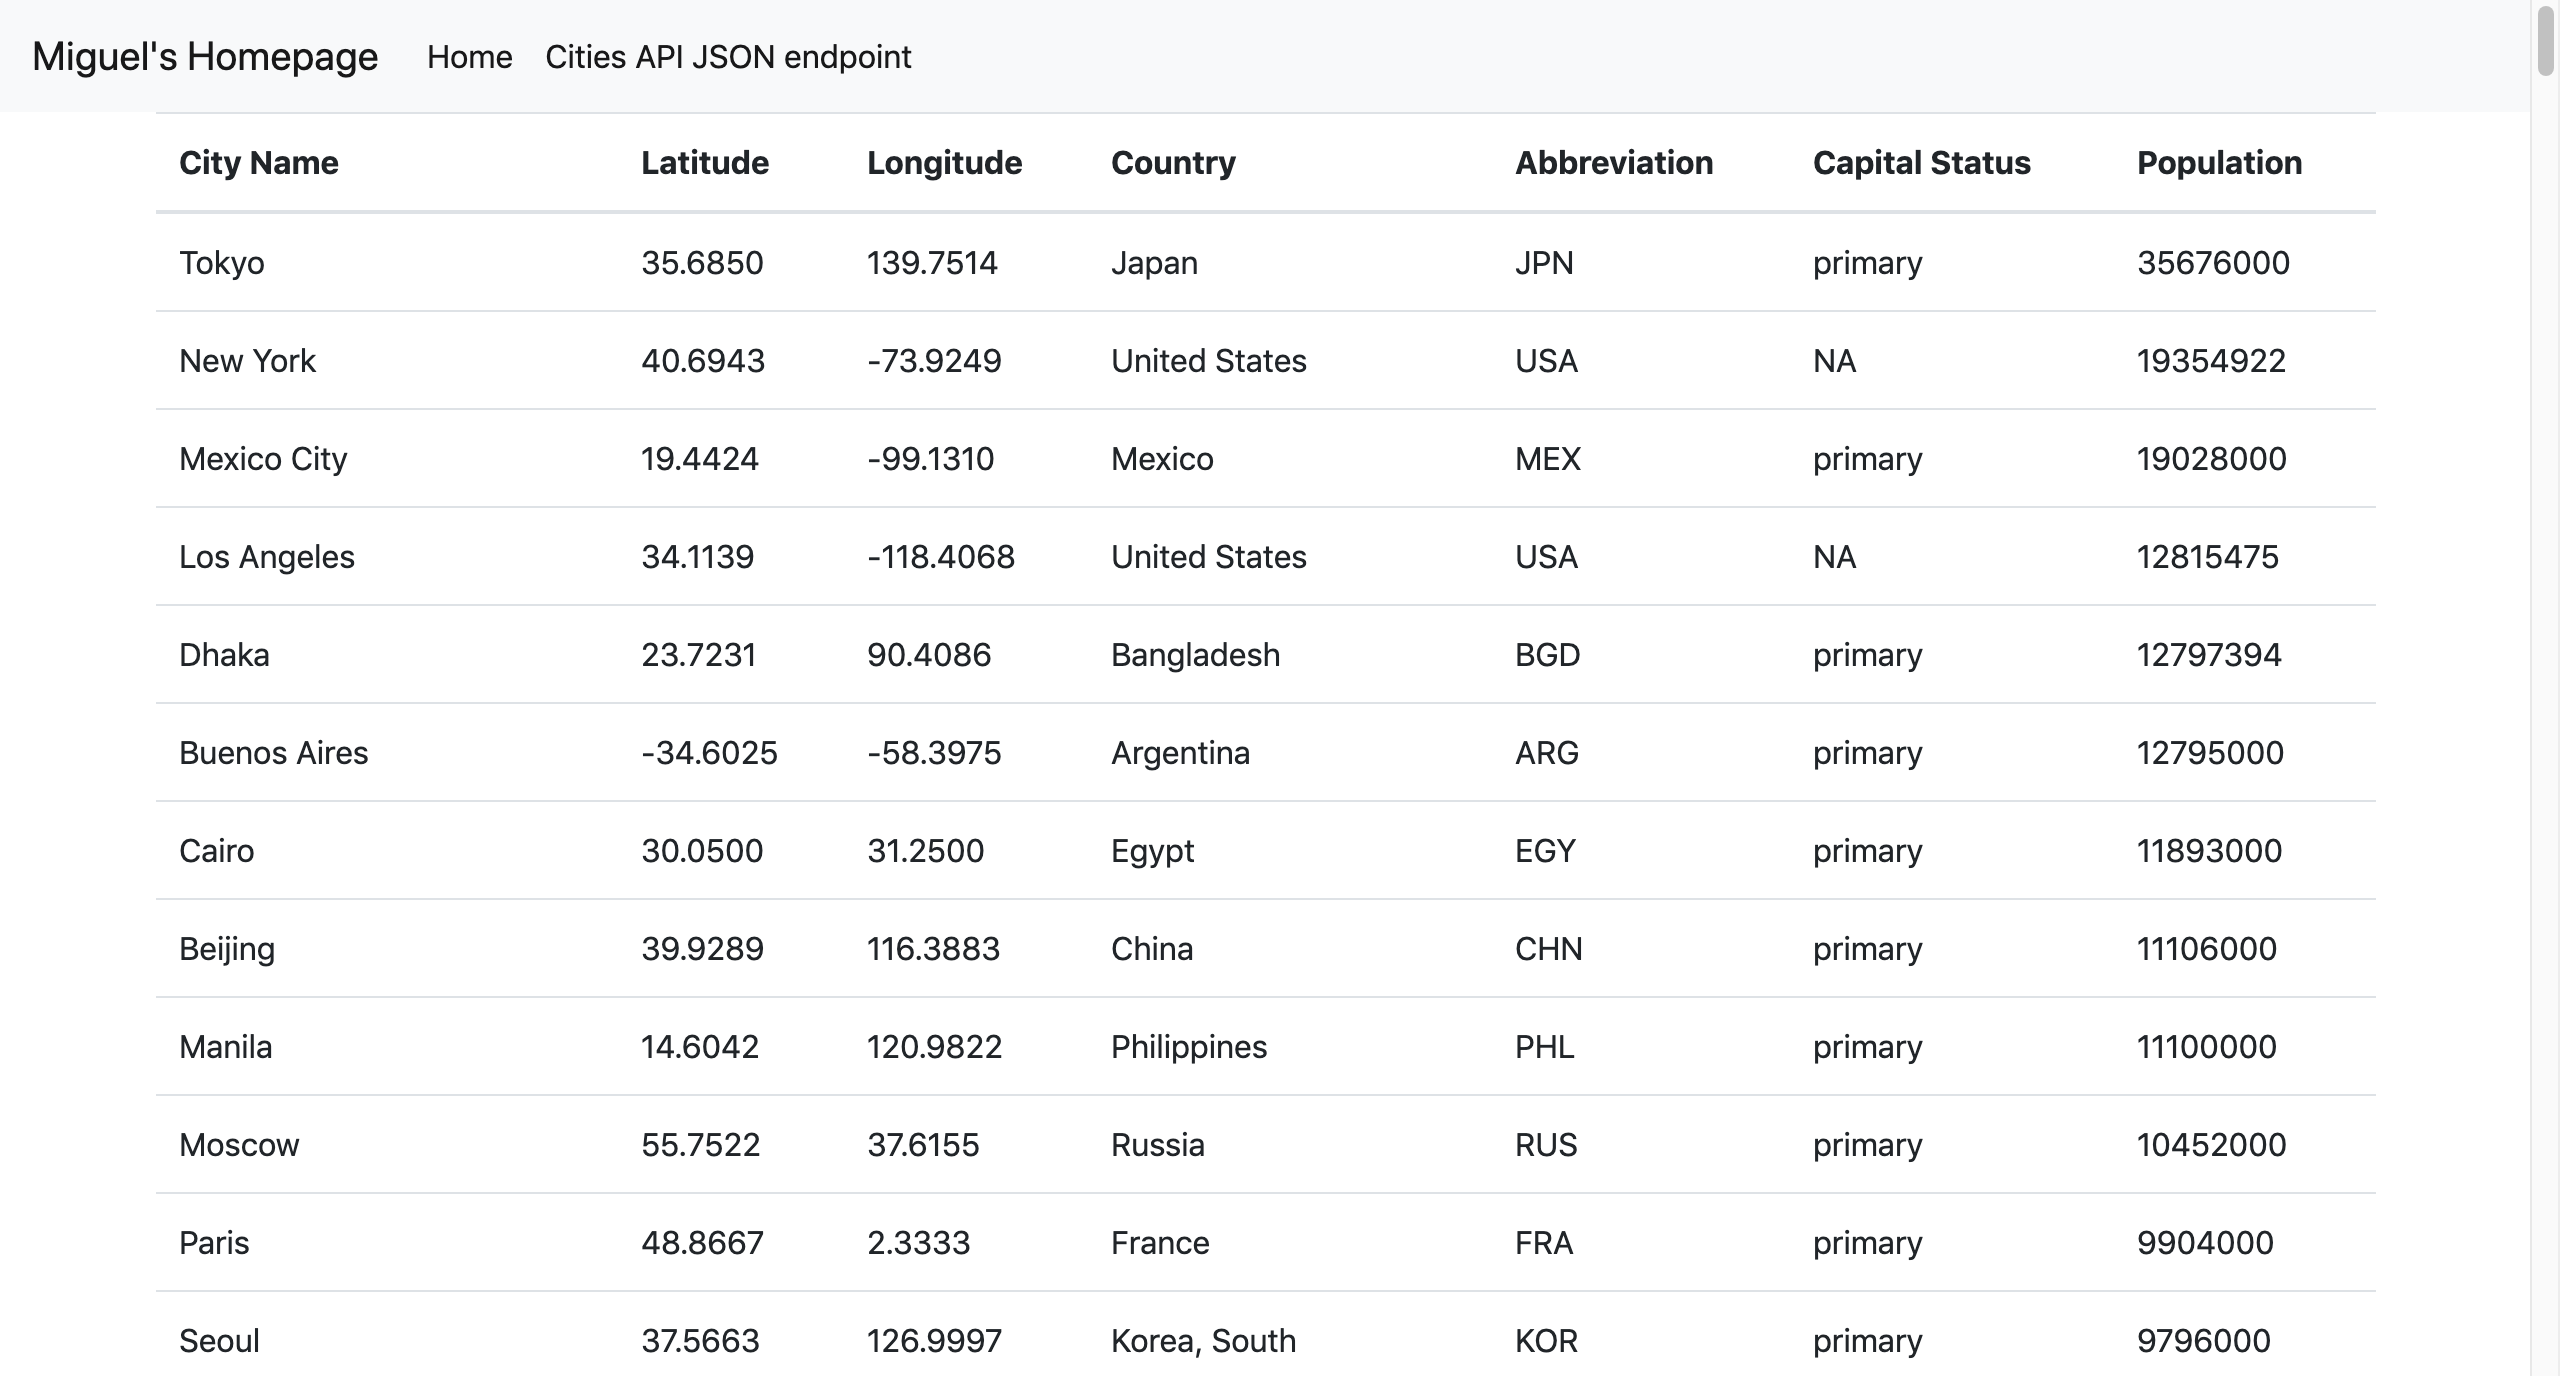 Miguel's Homepage Home Cities API JSON endpoint
City Name Latitude Longitude Country Abbreviation Capital Status Population
Tokyo 35.6850 139.7514 Japan JPN primary 35676000
New York 40.6943 -73.9249 United States USA NA 19354922
Mexico City 19.4424 -99.1310 Mexico MEX primary 19028000
Los Angeles 34.1139 -118.4068 United States USA NA 12815475
Dhaka 23.7231 90.4086 Bangladesh BGD primary 12797394
Buenos Aires -34.6025 -58.3975 Argentina ARG primary 12795000
Cairo 30.0500 31.2500 Egypt EGY primary 11893000
Beijing 39.9289 116.3883 China CHN primary 11106000
Manila 14.6042 120.9822 Philippines PHL primary 11100000
Moscow 55.7522 37.6155 Russia RUS primary 10452000
Paris 48.8667 2.3333 France FRA primary 9904000
Seoul 37.5663 126.9997 Korea, South KOR primary 9796000